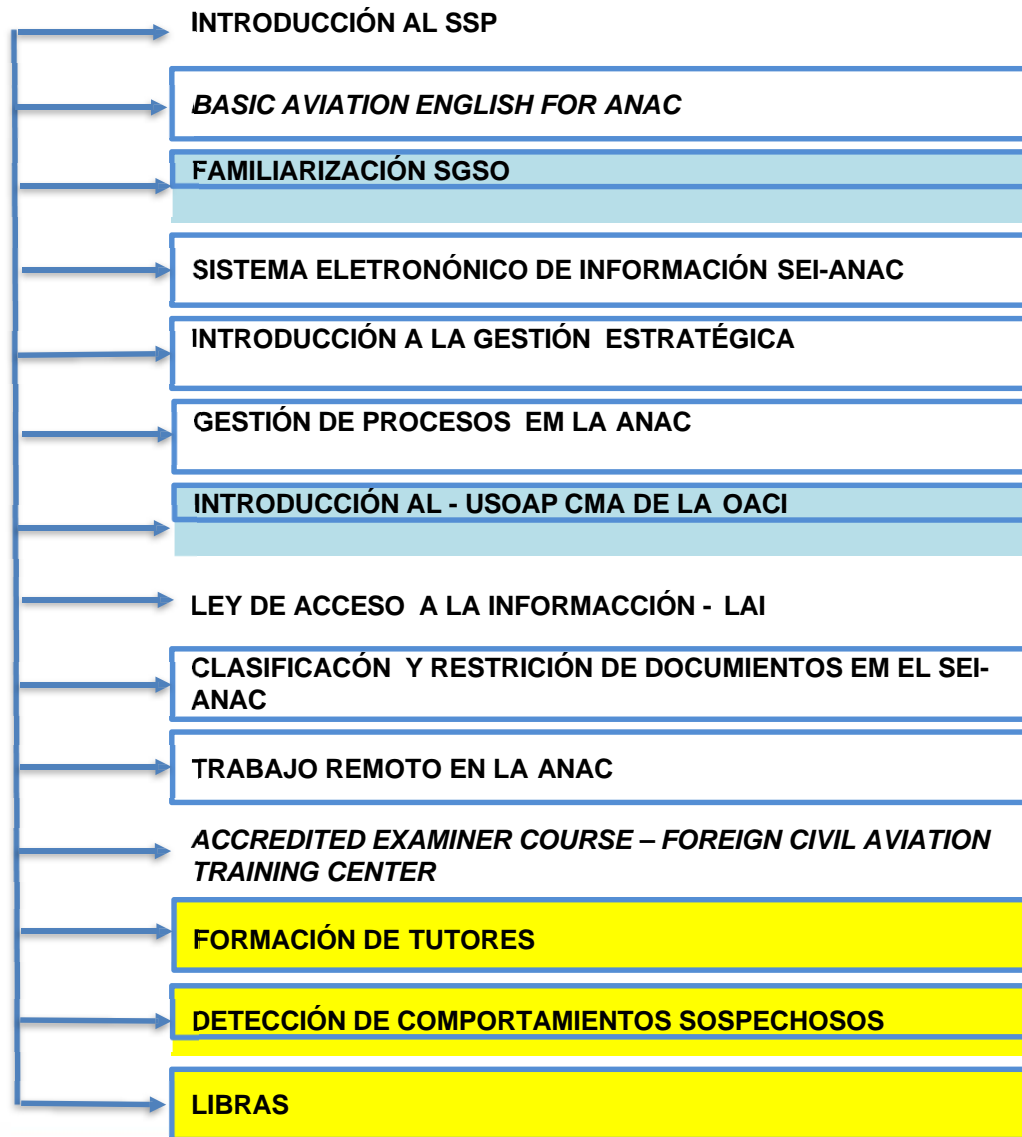 INTRODUCCIÓN AL SSP
BASIC AVIATION ENGLISH FOR ANAC
FAMILIARIZACIÓN SGSO
SISTEMA ELETRONÓNICO DE INFORMACIÓN SEI-ANAC
INTRODUCCIÓN A LA GESTIÓN ESTRATÉGICA
GESTIÓN DE PROCESOS EM LA ANAC
INTRODUCCIÓN AL - USOAP CMA DE LA OACI
LEY DE ACCESO A LA INFORMACCIÓN - LAI
CLASIFICACÓN Y RESTRICIÓN DE DOCUMIENTOS EM EL SEI-
ANAC
TRABAJO REMOTO EN LA ANAC
ACCREDITED EXAMINER COURSE – FOREIGN CIVIL AVIATION
TRAINING CENTER
FORMACIÓN DE TUTORES
DETECCIÓN DE COMPORTAMIENTOS SOSPECHOSOS
LIBRAS